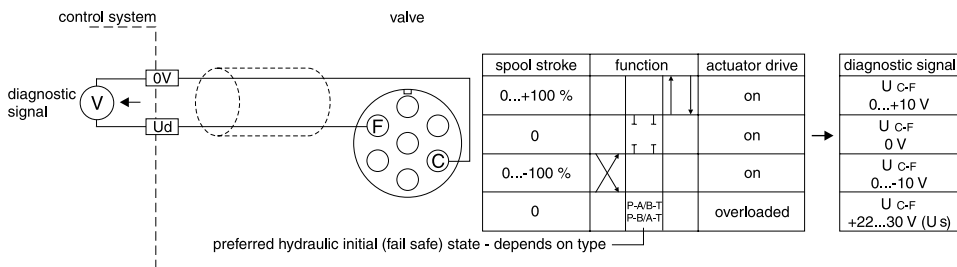 control system
valve
0V
diagnostic
signal
V
Ud
F
C
spool stroke function actuator drive diagnostic signal
0...+100 % on U C-F
0...+10 V
0 on U C-F
0 V
0...-100 % on U C-F
0...-10 V
0 P-A/B-T
P-B/A-T overloaded U C-F
+22...30 V (Us)
preferred hydraulic initial (fail safe) state - depends on type